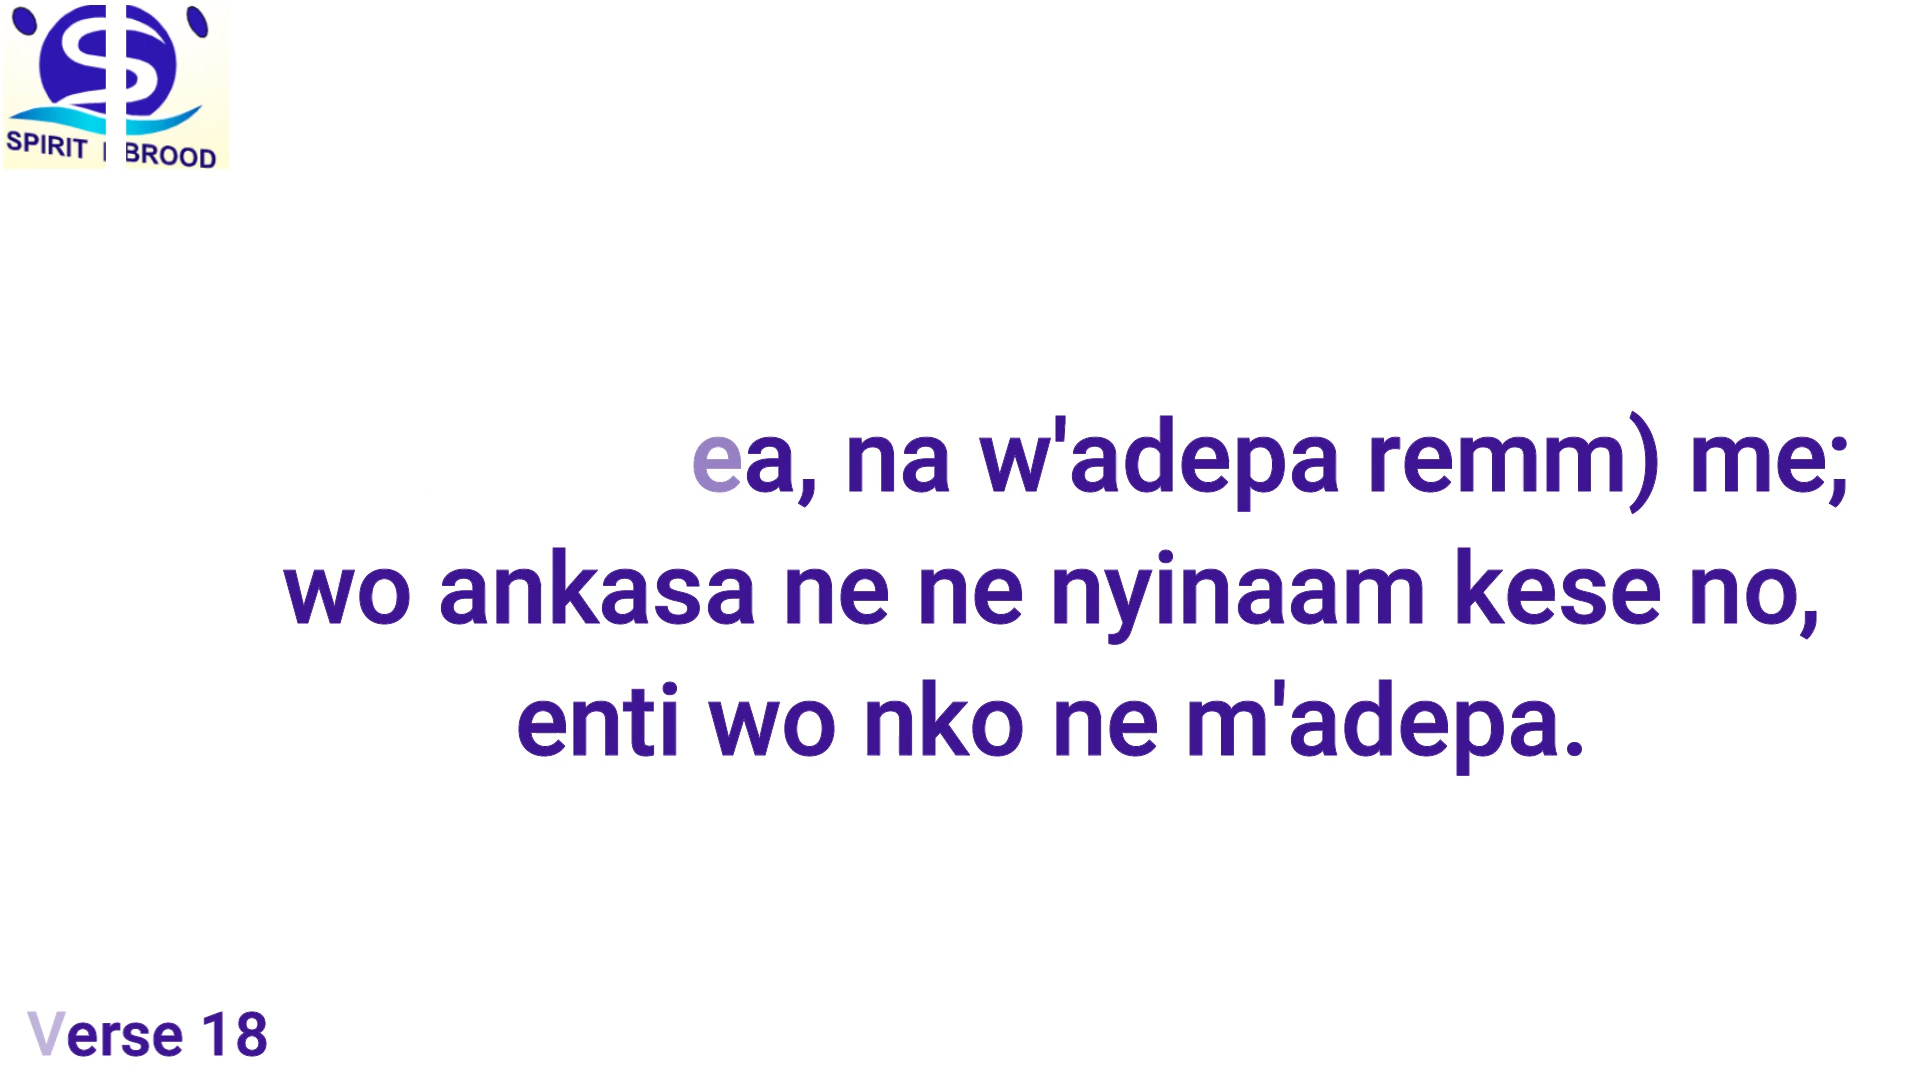 SPIRIT BROOD
ea, na w'adepa remm) me;
wo ankasa ne ne nyinaam kese no,
enti wo nko ne m'adepa.
Verse 18